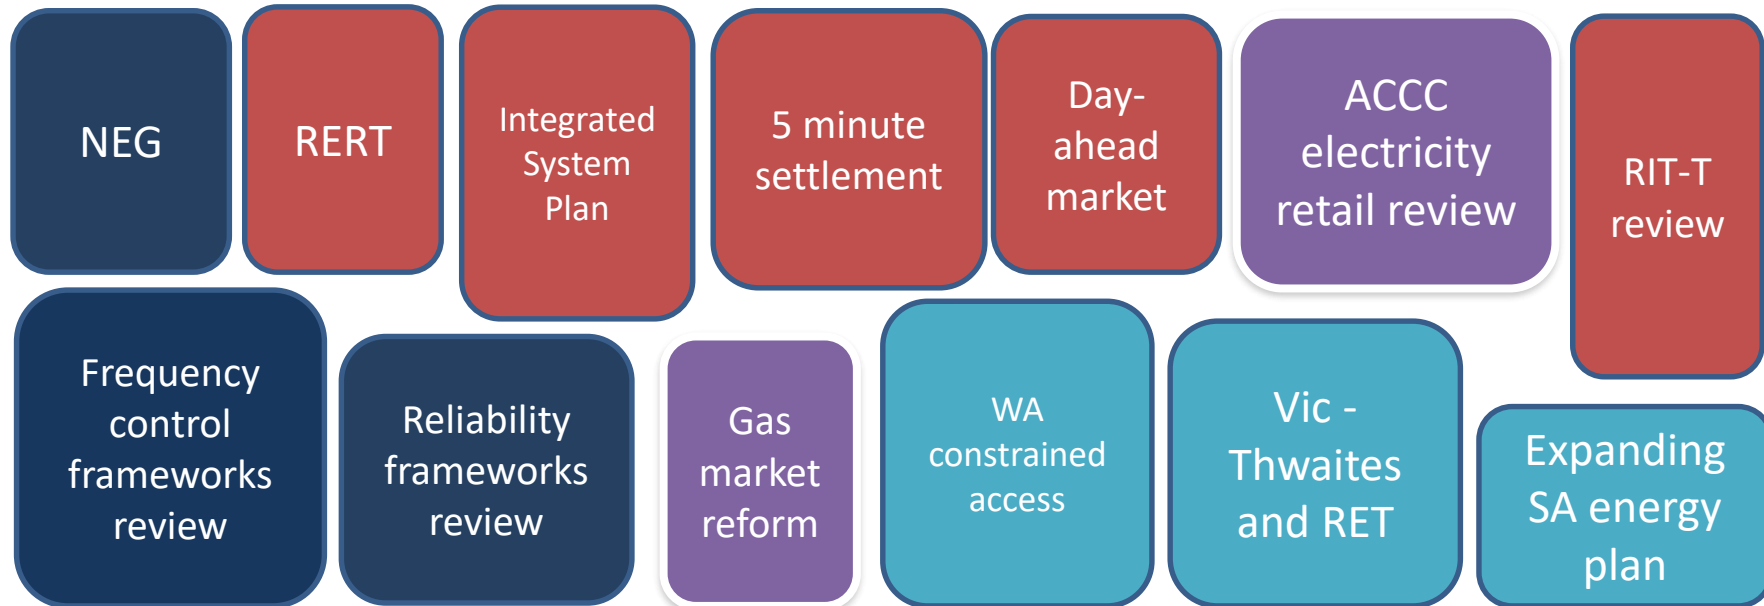 NEG
RERT
Integrated
System
Plan
5 minute
settlement
Day-
ahead
market
ACCC
electricity
retail review
RIT-T
review
Frequency
control
frameworks
review
Reliability
frameworks
review
Gas
market
reform
WA
constrained
access
Vic -
Thwaites
and RET
Expanding
SA energy
plan